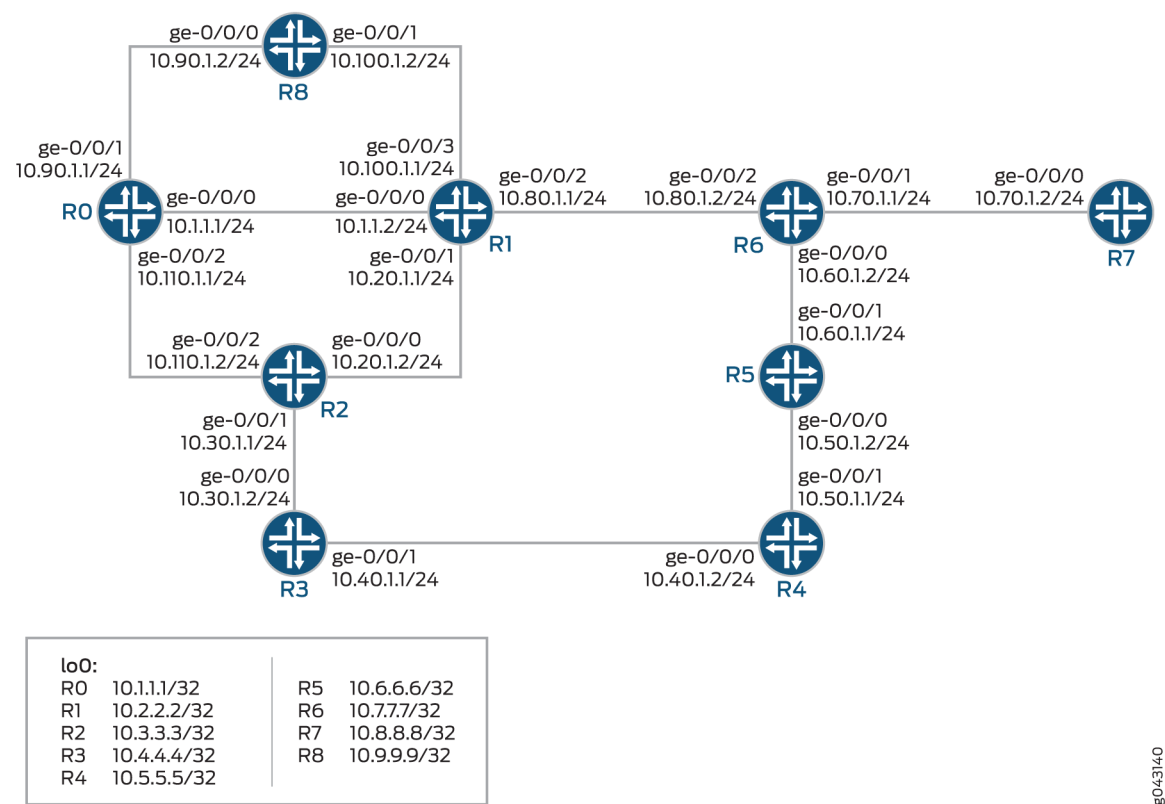 ge-0/0/0
10.90.1.2/24
ge-0/0/1
10.100.1.2/24
R8
ge-0/0/1
10.90.1.1/24
ge-0/0/3
10.100.1.1/24
R0
ge-0/0/0
10.1.1.1/24
ge-0/0/0
10.1.1.2/24
R1
ge-0/0/2
10.80.1.1/24
ge-0/0/2
10.80.1.2/24
R6
ge-0/0/1
10.70.1.1/24
ge-0/0/0
10.70.1.2/24
R7
ge-0/0/2
10.110.1.1/24
ge-0/0/1
10.20.1.1/24
ge-0/0/0
10.60.1.2/24
ge-0/0/2
10.110.1.2/24
ge-0/0/0
10.20.1.2/24
R2
ge-0/0/1
10.60.1.1/24
R5
ge-0/0/1
10.30.1.1/24
ge-0/0/0
10.50.1.2/24
ge-0/0/0
10.30.1.2/24
ge-0/0/1
10.50.1.1/24
R3
ge-0/0/1
10.40.1.1/24
ge-0/0/0
10.40.1.2/24
R4
lo0:
R0 10.1.1.1/32
R1 10.2.2.2/32
R2 10.3.3.3/32
R3 10.4.4.4/32
R4 10.5.5.5/32
R5 10.6.6.6/32
R6 10.7.7.7/32
R7 10.8.8.8/32
R8 10.9.9.9/32
g043140